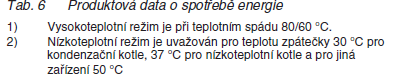 Tab. 6 Produktová data o spotřebě energie
1) Vysokoteplotní režim je při teplotním spádu 80/60 °C.
2) Nízkoteplotní režim je uvažován pro teplotu zpátečky 30 °C pro
kondenzační kotle, 37 °C pro nízkoteplotní kotle a pro jiná
zařízení 50 °C